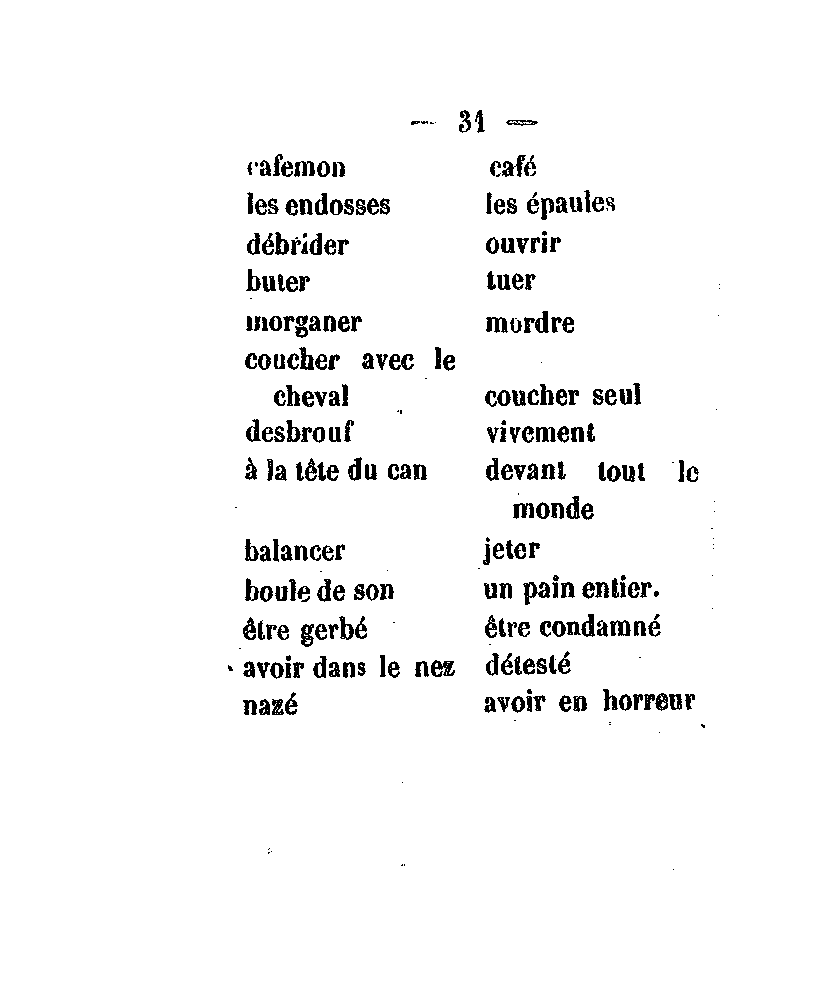 — 31 —
cafemon café
les endosses les épaules
débrider ouvrir
buter tuer
morganer mordre
coucher avec le
cheval coucher seul
desbrouf vivement
à la tête du can devant tout le
monde
balancer jeter
boule de son un pain entier.
être gerbé être condamné
avoir dans le nez détesté
nazé avoir en horreur